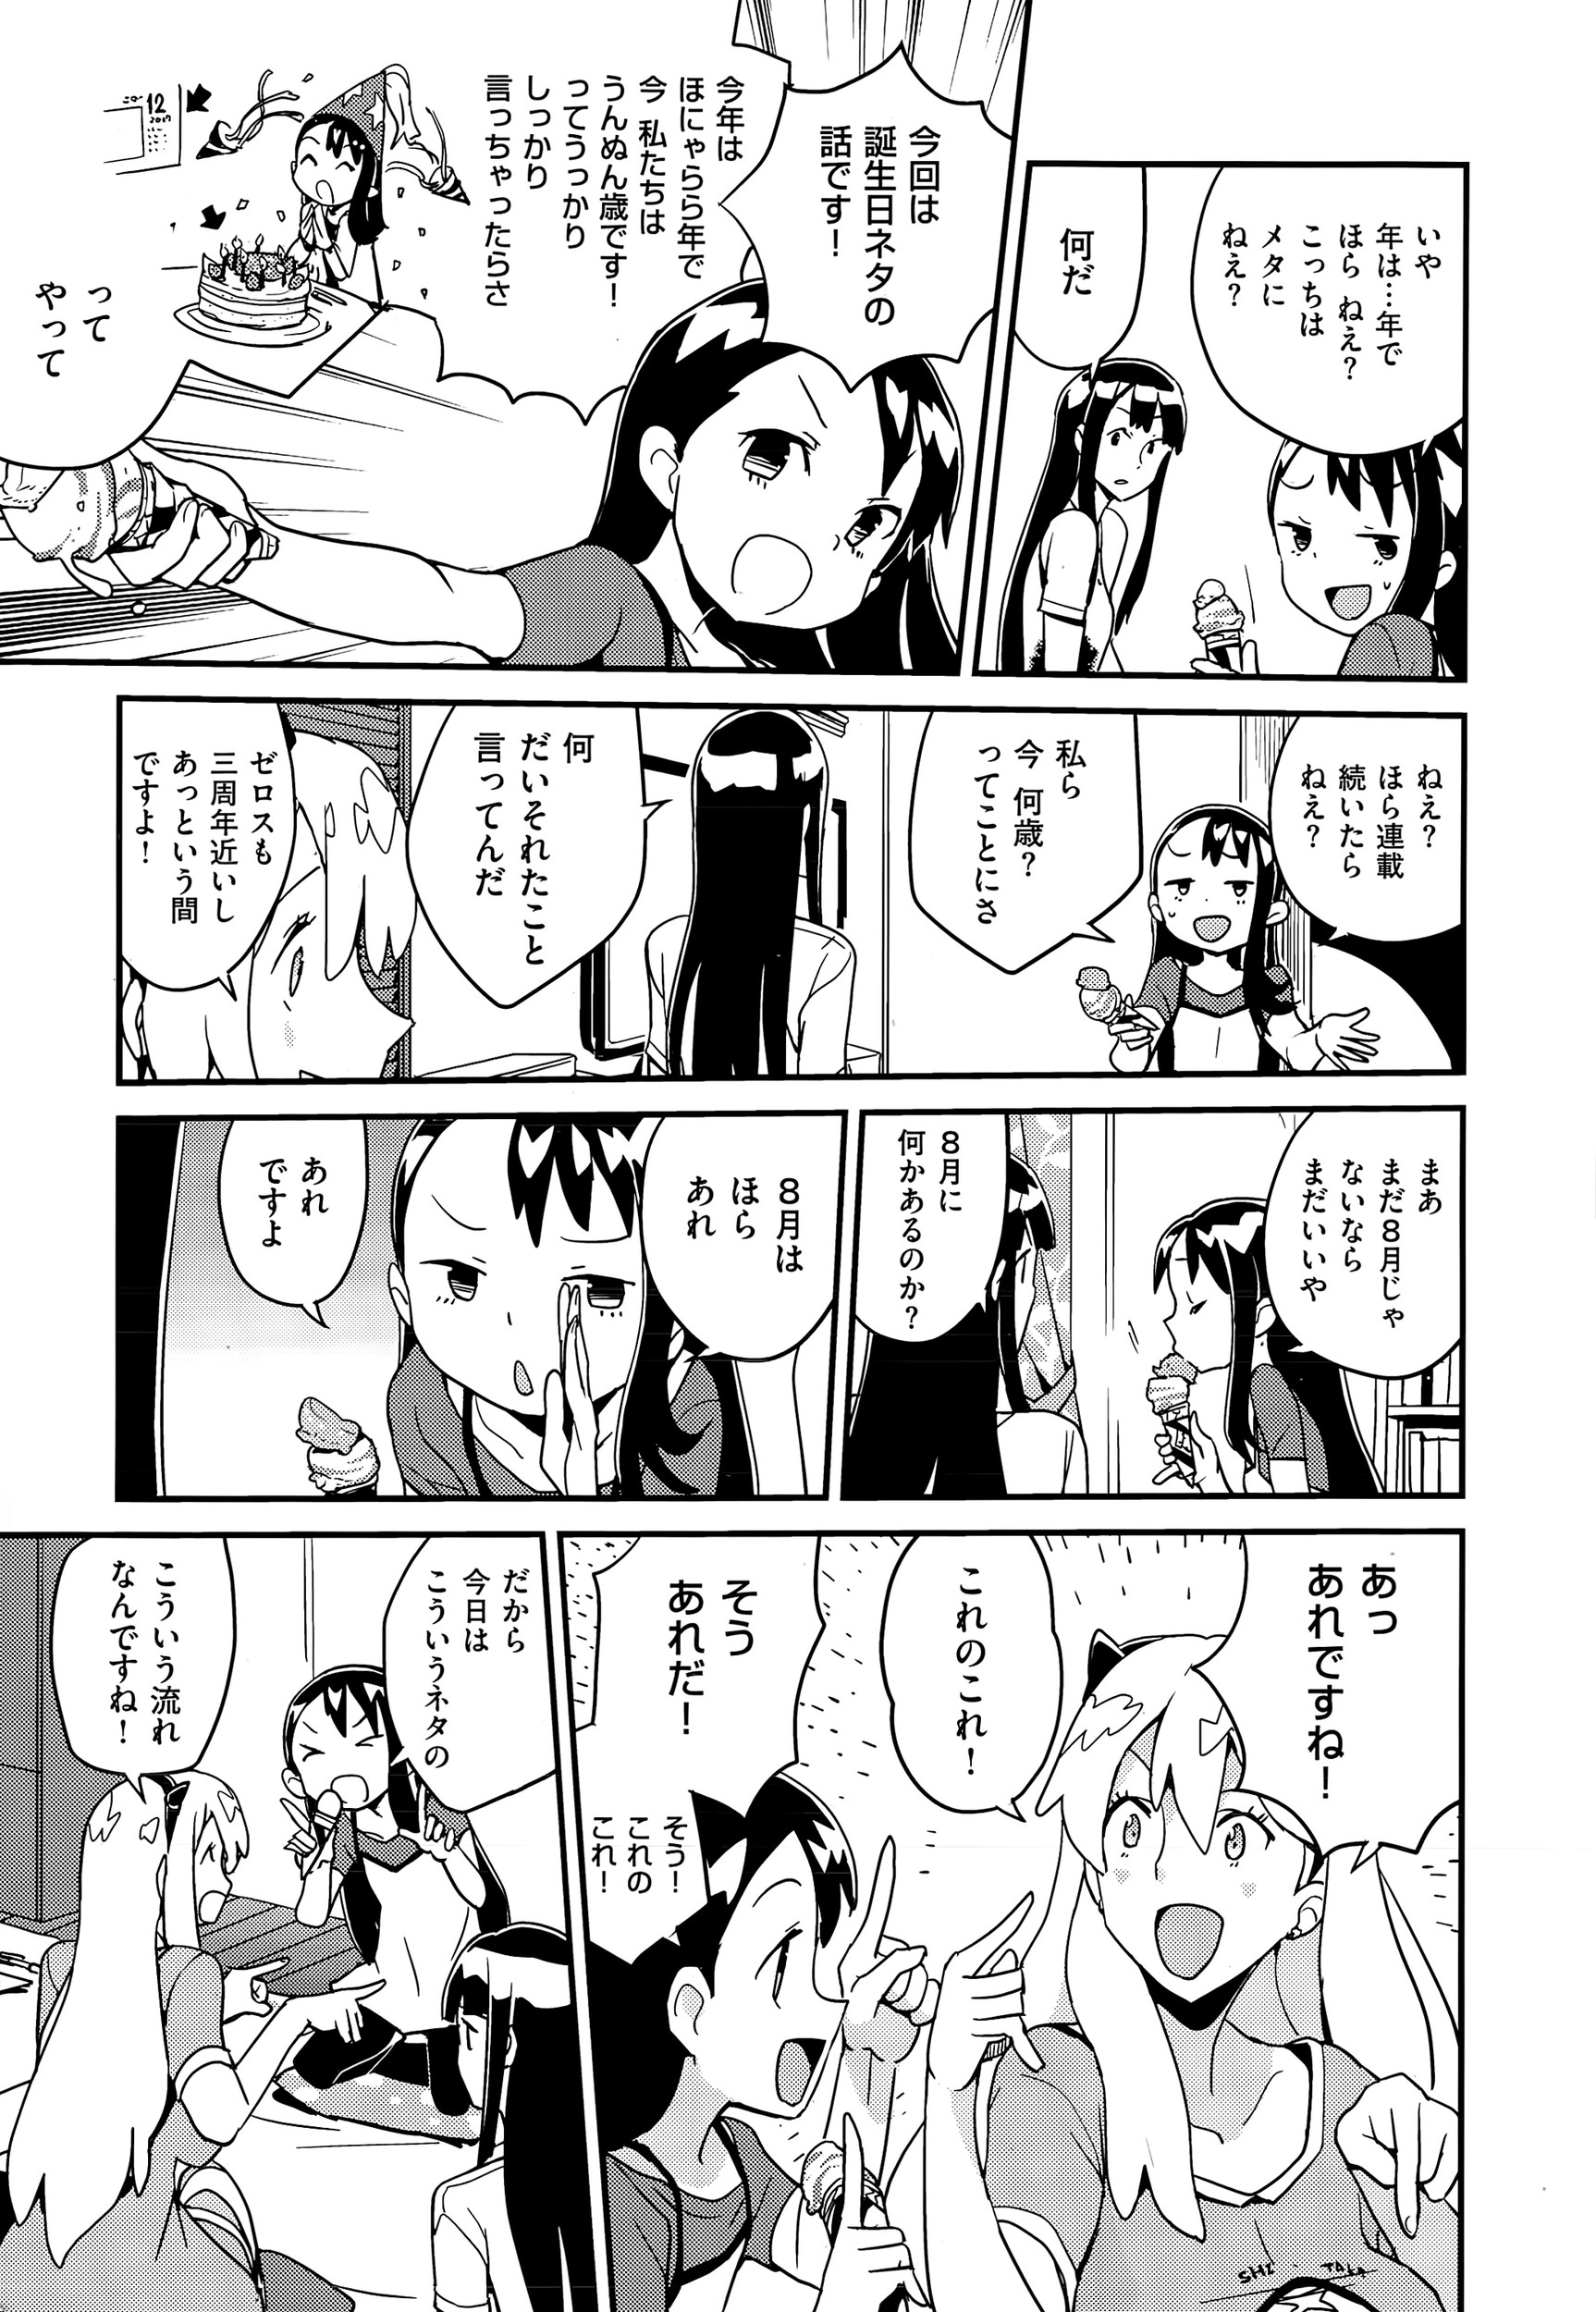 いや
年は…年で
ほら ねえ？
こっちは
メタに
ねえ？
何だ
今回は
誕生日ネタの
話です！
今年は
ほにゃらら年で
今 私たちは
うんぬん歳です！
ってうっかり
しっかり
言っちゃったらさ
12
2017
って
やって
ねえ？
ほら連載
続いたら
ねえ？
私ら
今 何歳？
ってことにさ
何
だいそれたこと
言ってんだ
ゼロスも
三周年近いし
あっという間
ですよ！
まあ
まだ8月じゃ
ないなら
まだいいや
8月に
何かあるのか？
8月は
ほら
あれ
あれ
ですよ
あっ
あれですね！
これのこれ！
そう
あれだ！
そう！
これの
これ！
SHI TAKA
だから
今日は
こういうネタの
こういう流れ
なんですね！